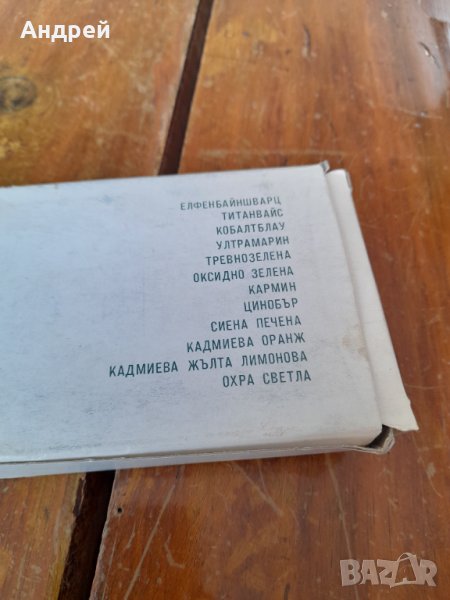 Андрей
ЕЛФЕНБАЙНШВАРЦ
ТИТАНВАЙС
КОБАЛТБЛАУ
УЛТРАМАРИН
ТРЕВНОЗЕЛЕНА
ОКСИДНО ЗЕЛЕНА
КАРМИН
ЦИНОБЪР
СИЕНА ПЕЧЕНА
КАДМИЕВА ОРАНЖ
КАДМИЕВА ЖЪЛТА ЛИМОНОВА
ОХРА СВЕТЛА
BAZAR